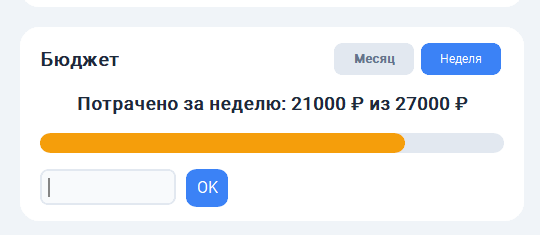 Бюджет
Месяц
Неделя
Потрачено за неделю: 21000 ₽ из 27000 ₽
OK